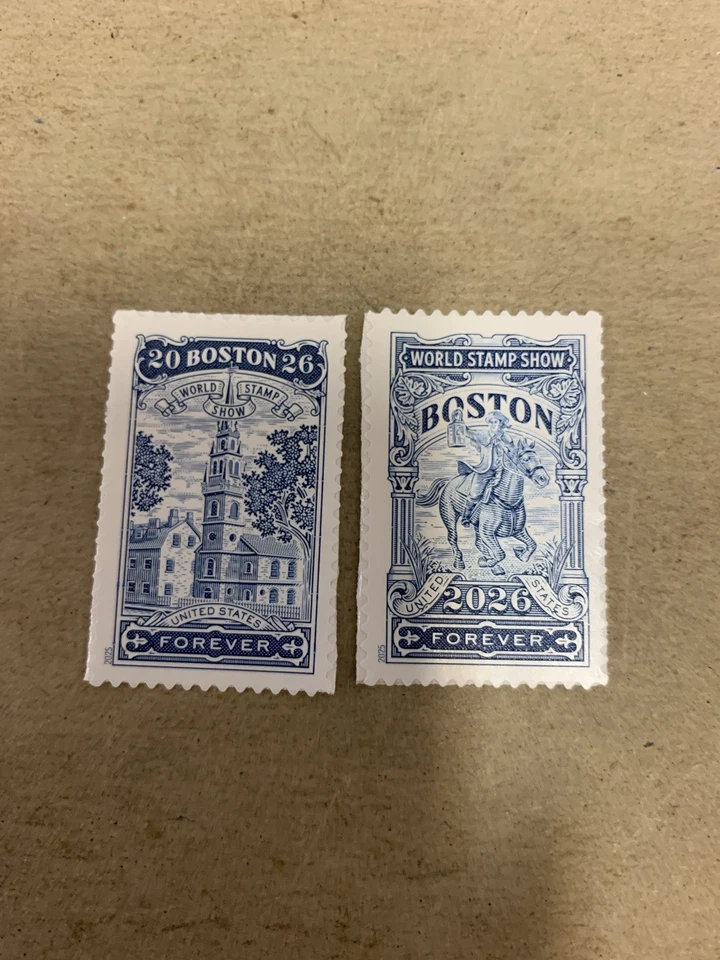 20 BOSTON 26
WORLD STAMP
SHOW
UNITED STATES
FOREVER
2025
WORLD STAMP SHOW
BOSTON
UNITED STATES
2026
FOREVER
2025